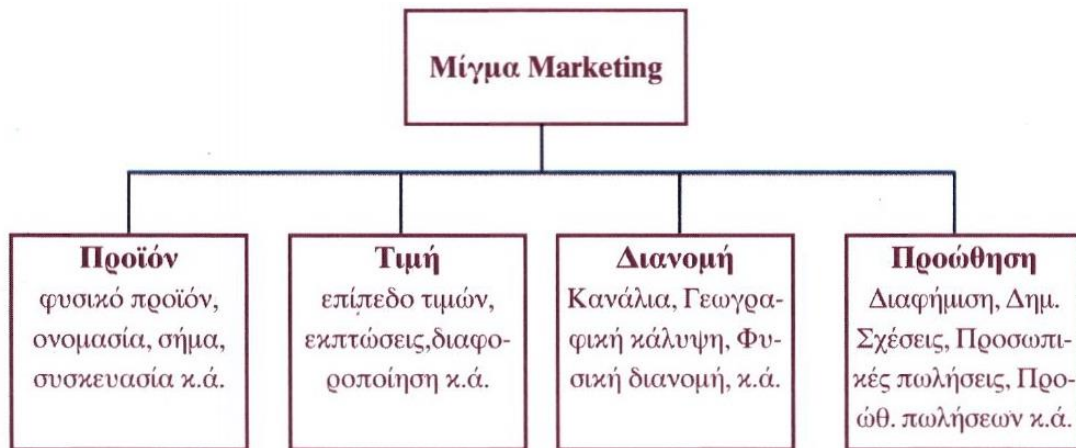 Μίγμα Marketing
Προϊόν
φυσικό προϊόν,
ονομασία, σήμα,
συσκευασία κ.ά.
Τιμή
επίπεδο τιμών,
εκπτώσεις,διαφο-
ροποίηση κ.ά.
Διανομή
Κανάλια, Γεωγρα-
φική κάλυψη, Φυ-
σική διανομή, κ.ά.
Προώθηση
Διαφήμιση, Δημ.
Σχέσεις, Προσωπι-
κές πωλήσεις, Προ-
ώθ. πωλήσεων κ.ά.